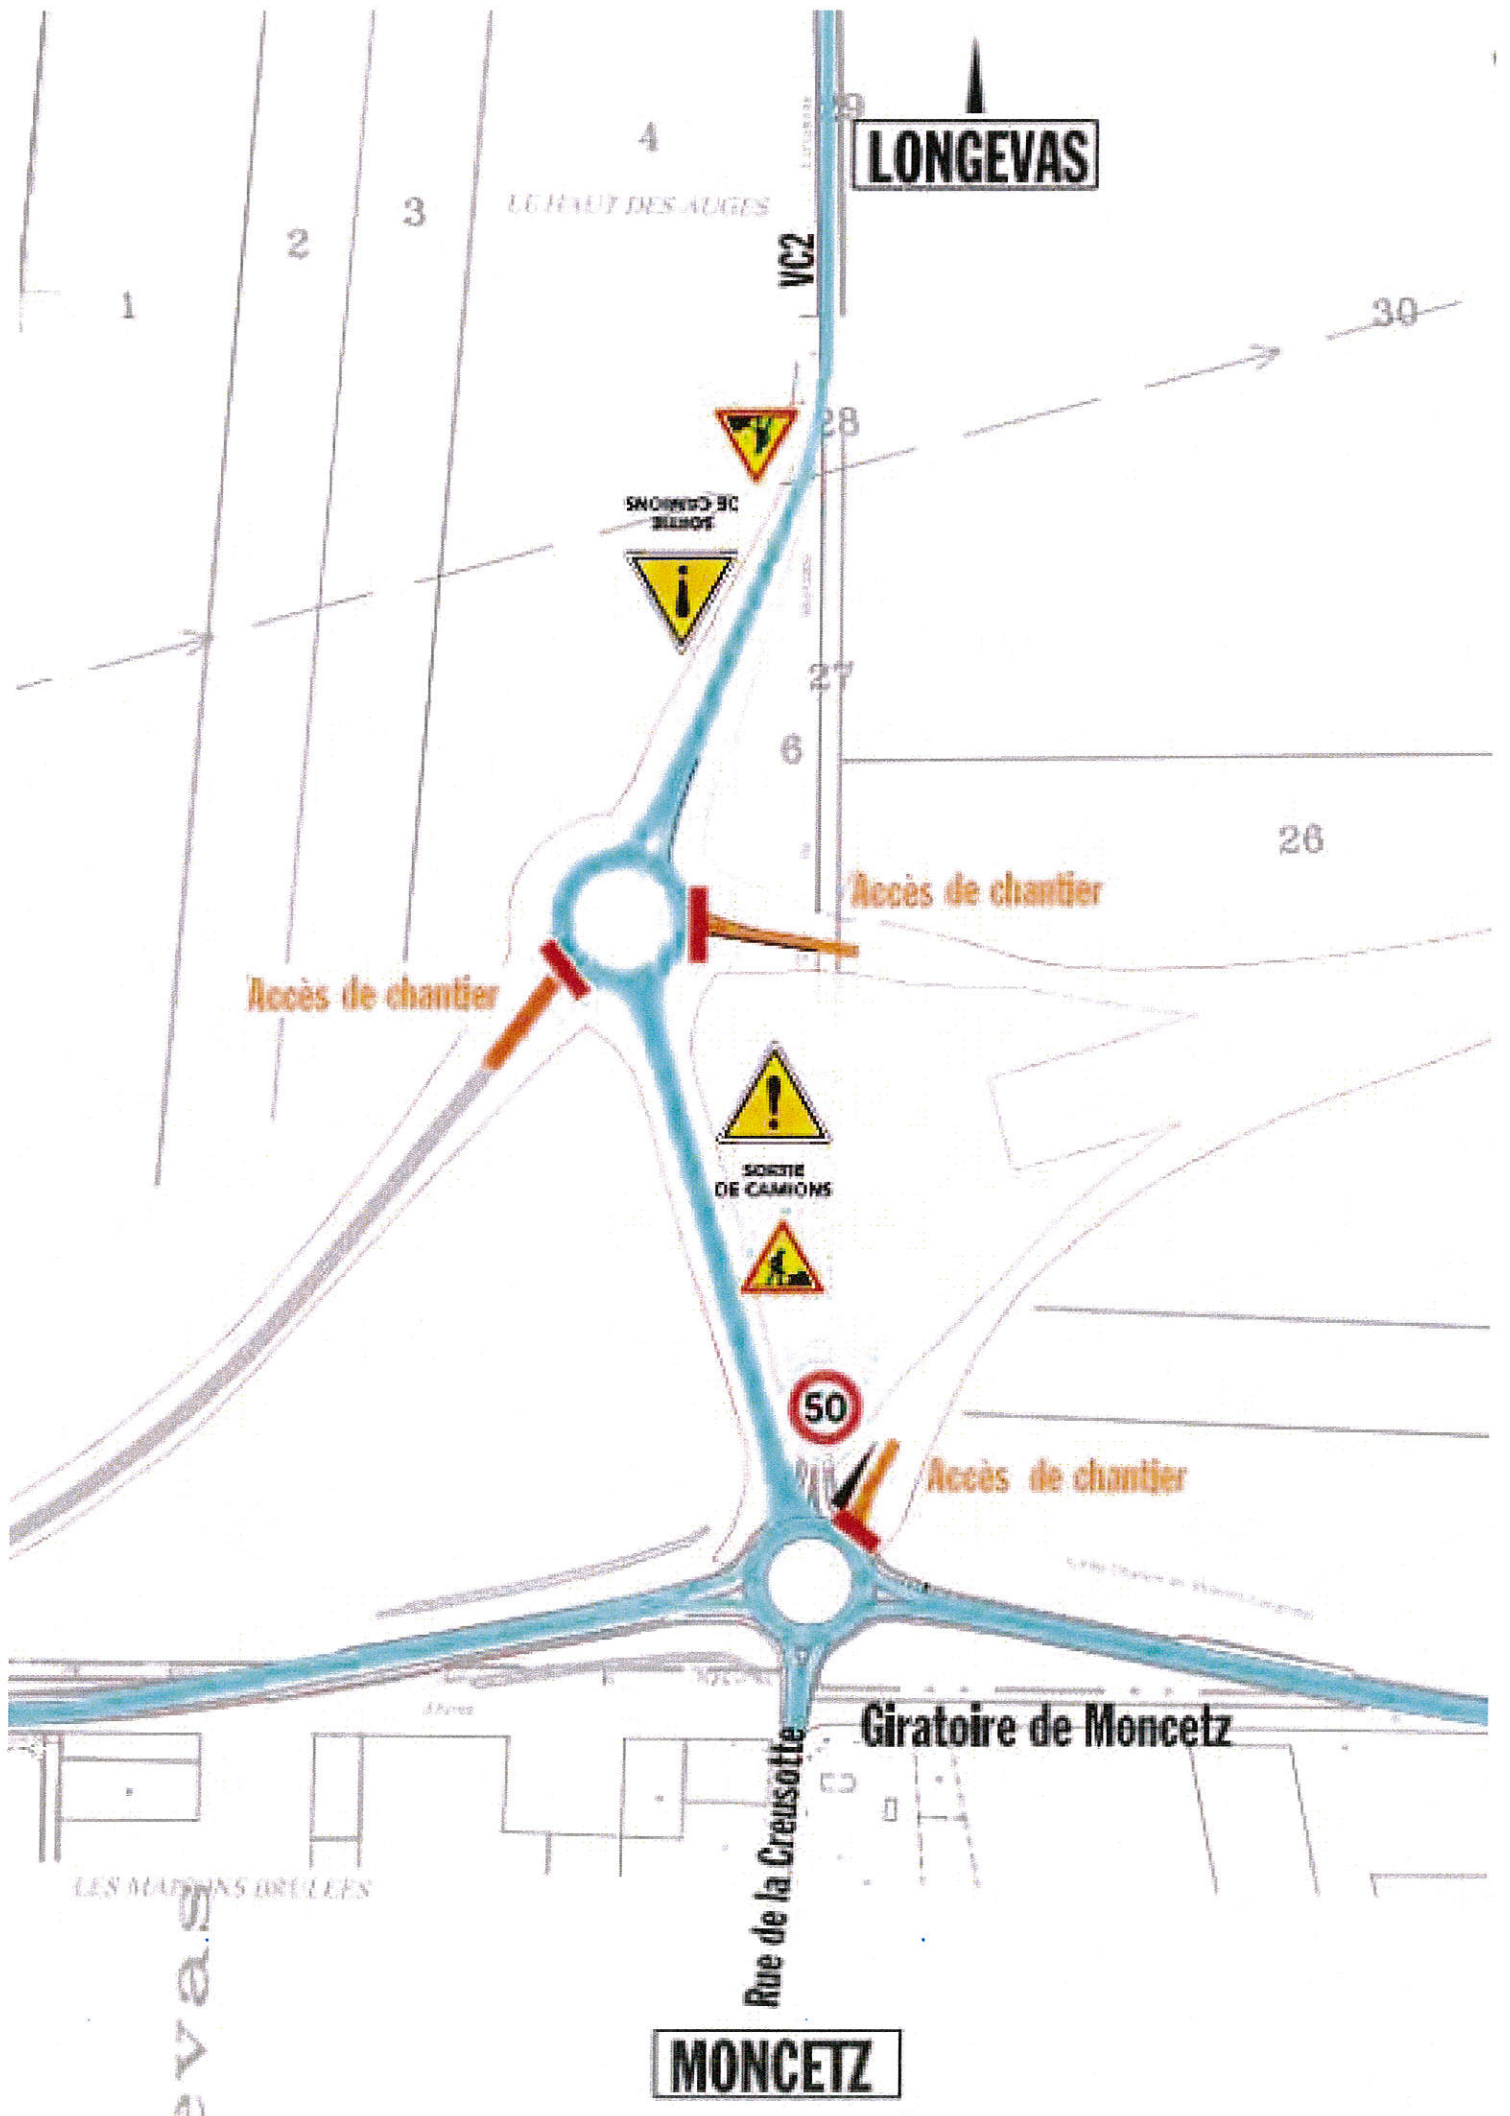 29
LONGEVAS
4
LE HAUT DES AUGES
3
2
VC2
1
30
28
SORTIE
DE CAMIONS
!
27
6
26
Accès de chantier
Accès de chantier
!
SORTIE
DE CAMIONS
50
Accès de chantier
Giratoire de Moncetz
Rue de la Creusotte
LES MAISONS BRULEES
evas
MONCETZ